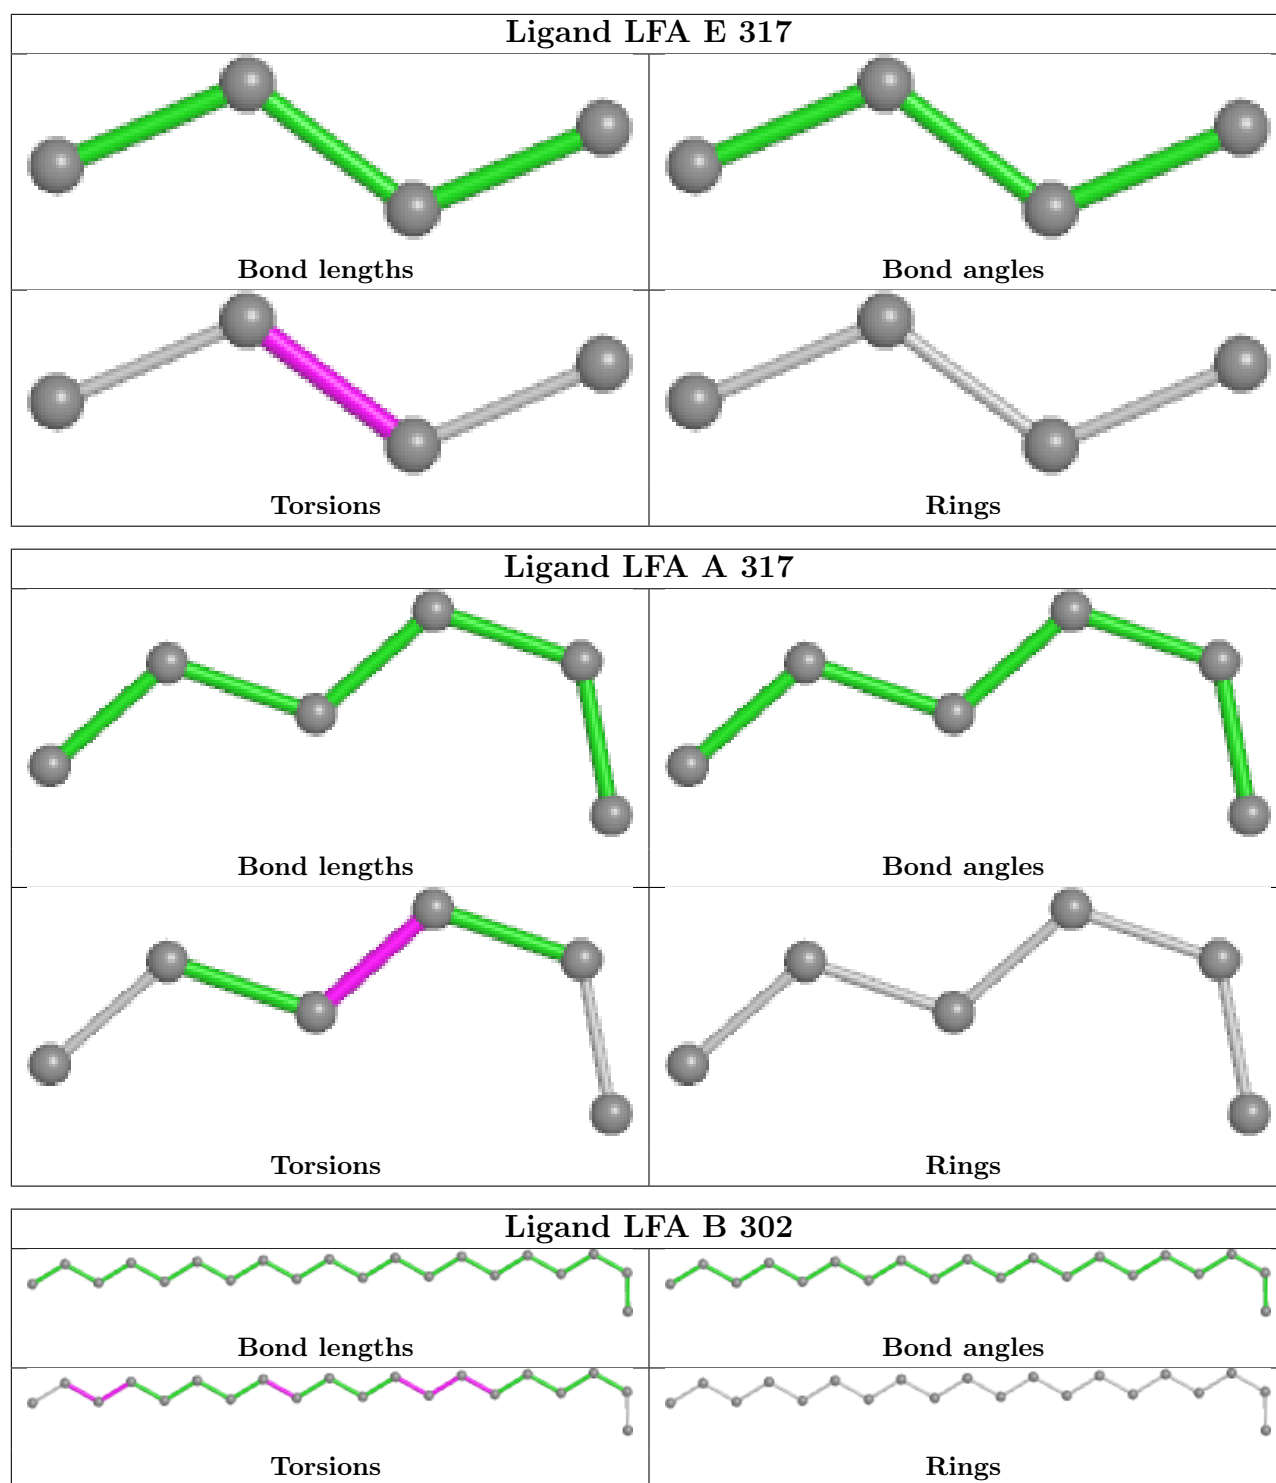 Ligand LFA E 317
Bond lengths
Bond angles
Torsions
Rings
Ligand LFA A 317
Bond lengths
Bond angles
Torsions
Rings
Ligand LFA B 302
Bond lengths
Bond angles
Torsions
Rings